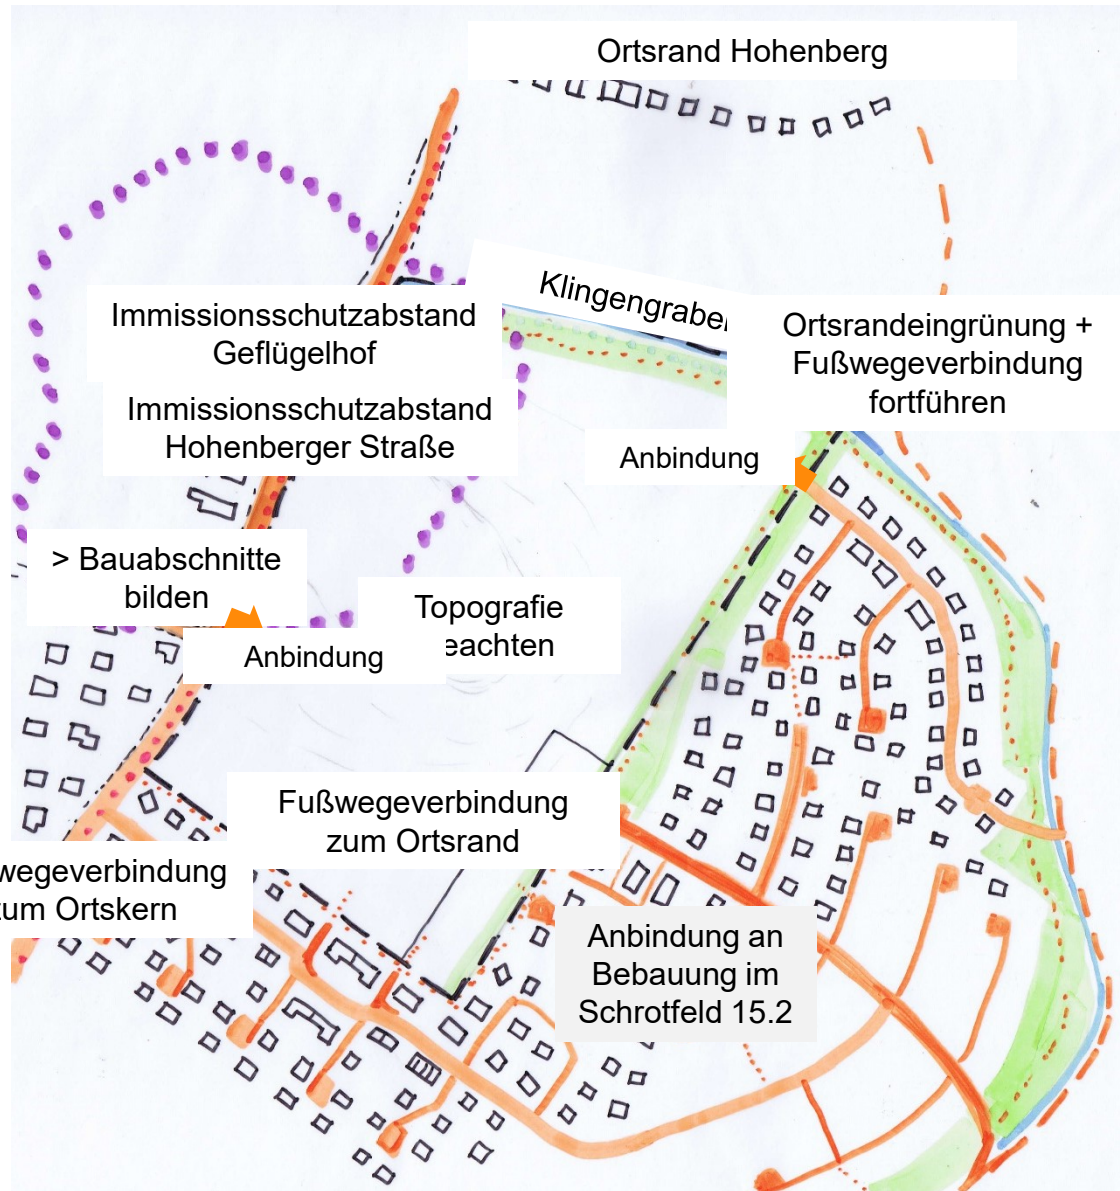 Ortsrand Hohenberg
Klingengraben
Immissionsschutzabstand
Geflügelhof
Ortsrandeingrünung +
Fußwegeverbindung
fortführen
Immissionsschutzabstand
Hohenberger Straße
Anbindung
> Bauabschnitte
bilden
Topografie
eachten
Anbindung
Fußwegeverbindung
zum Ortsrand
wegeverbindung
zum Ortskern
Anbindung an
Bebauung im
Schrotfeld 15.2